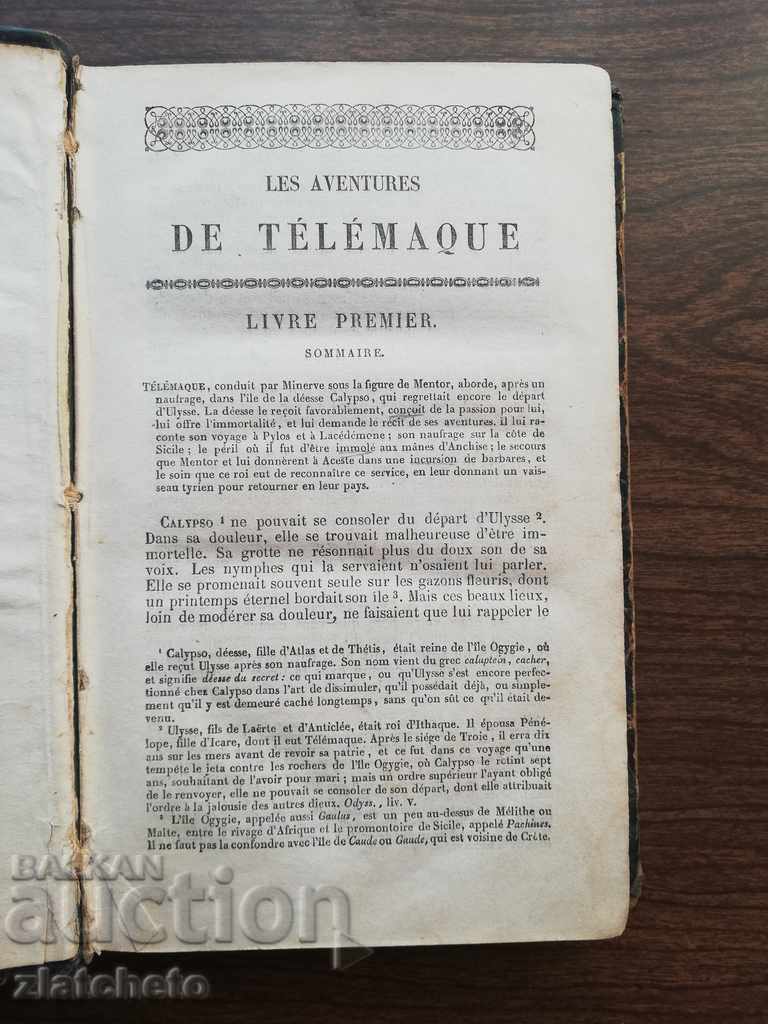 LES AVENTURES
DE TÉLÉMAQUE
LIVRE PREMIER.
SOMMAIRE.
TÉLÉMAQUE, conduit par Minerve sous la figure de Mentor, aborde, après un
naufrage, dans l'île de la déesse Calypso, qui regrettait encore le départ
d'Ulysse. La déesse le reçoit favorablement, conçoit de la passion pour lui,
lui offre l'immortalité, et lui demande le récit de ses aventures. Il lui ra-
conte son voyage à Pylos et à Lacédémone; son naufrage sur la côte de
Sicile; le péril où il fut d'être immolé aux mânes d'Anchise; le secours
que Mentor et lui donnèrent à Aceste dans une incursion de barbares, et
le soin que ce roi eut de reconnaître ce service, en leur donnant un vais-
seau tyrien pour retourner en leur pays.
CALYPSO ¹ ne pouvait se consoler du départ d'Ulysse ².
Dans sa douleur, elle se trouvait malheureuse d'être im-
mortelle. Sa grotte ne résonnait plus du doux son de sa
voix. Les nymphes qui la servaient n'osaient lui parler.
Elle se promenait souvent seule sur les gazons fleuris, dont
un printemps éternel bordait son île ³. Mais ces beaux lieux,
loin de modérer sa douleur, ne faisaient que lui rappeler le
¹ Calypso, déesse, fille d'Atlas et de Thétis, était reine de l'île Ogygie, où
elle reçut Ulysse après son naufrage. Son nom vient du grec caluptein, cacher,
et signifie déesse du secret: ce qui marque, ou qu'Ulysse s'est encore perfec-
tionné chez Calypso dans l'art de dissimuler, qu'il possédait déjà, ou simple-
ment qu'il y est demeuré caché longtemps, sans qu'on sût ce qu'il était de-
venu.
² Ulysse, fils de Laërte et d'Anticlée, était roi d'Ithaque. Il épousa Péné-
lope, fille d'Icare, dont il eut Télémaque. Après le siége de Troie, il erra dix
ans sur les mers avant de revoir sa patrie, et ce fut dans ce voyage qu'une
tempête le jeta contre les rochers de l'île Ogygie, où Calypso le retint sept
ans, souhaitant de l'avoir pour mari; mais un ordre supérieur l'ayant obligé
de le renvoyer, elle ne pouvait se consoler de son départ, dont elle attribuait
l'ordre à la jalousie des autres dieux. Odyss., liv. V.
³ L'île Ogygie, appelée aussi Gaulus, est un peu au-dessus de Mélithe ou
Malte, entre le rivage d'Afrique et le promontoire de Sicile, appelé Pachines.
Il ne faut pas la confondre avec l'île de Caude ou Gaude, qui est voisine de Crète.
BALKAN
auction
zlatcheto